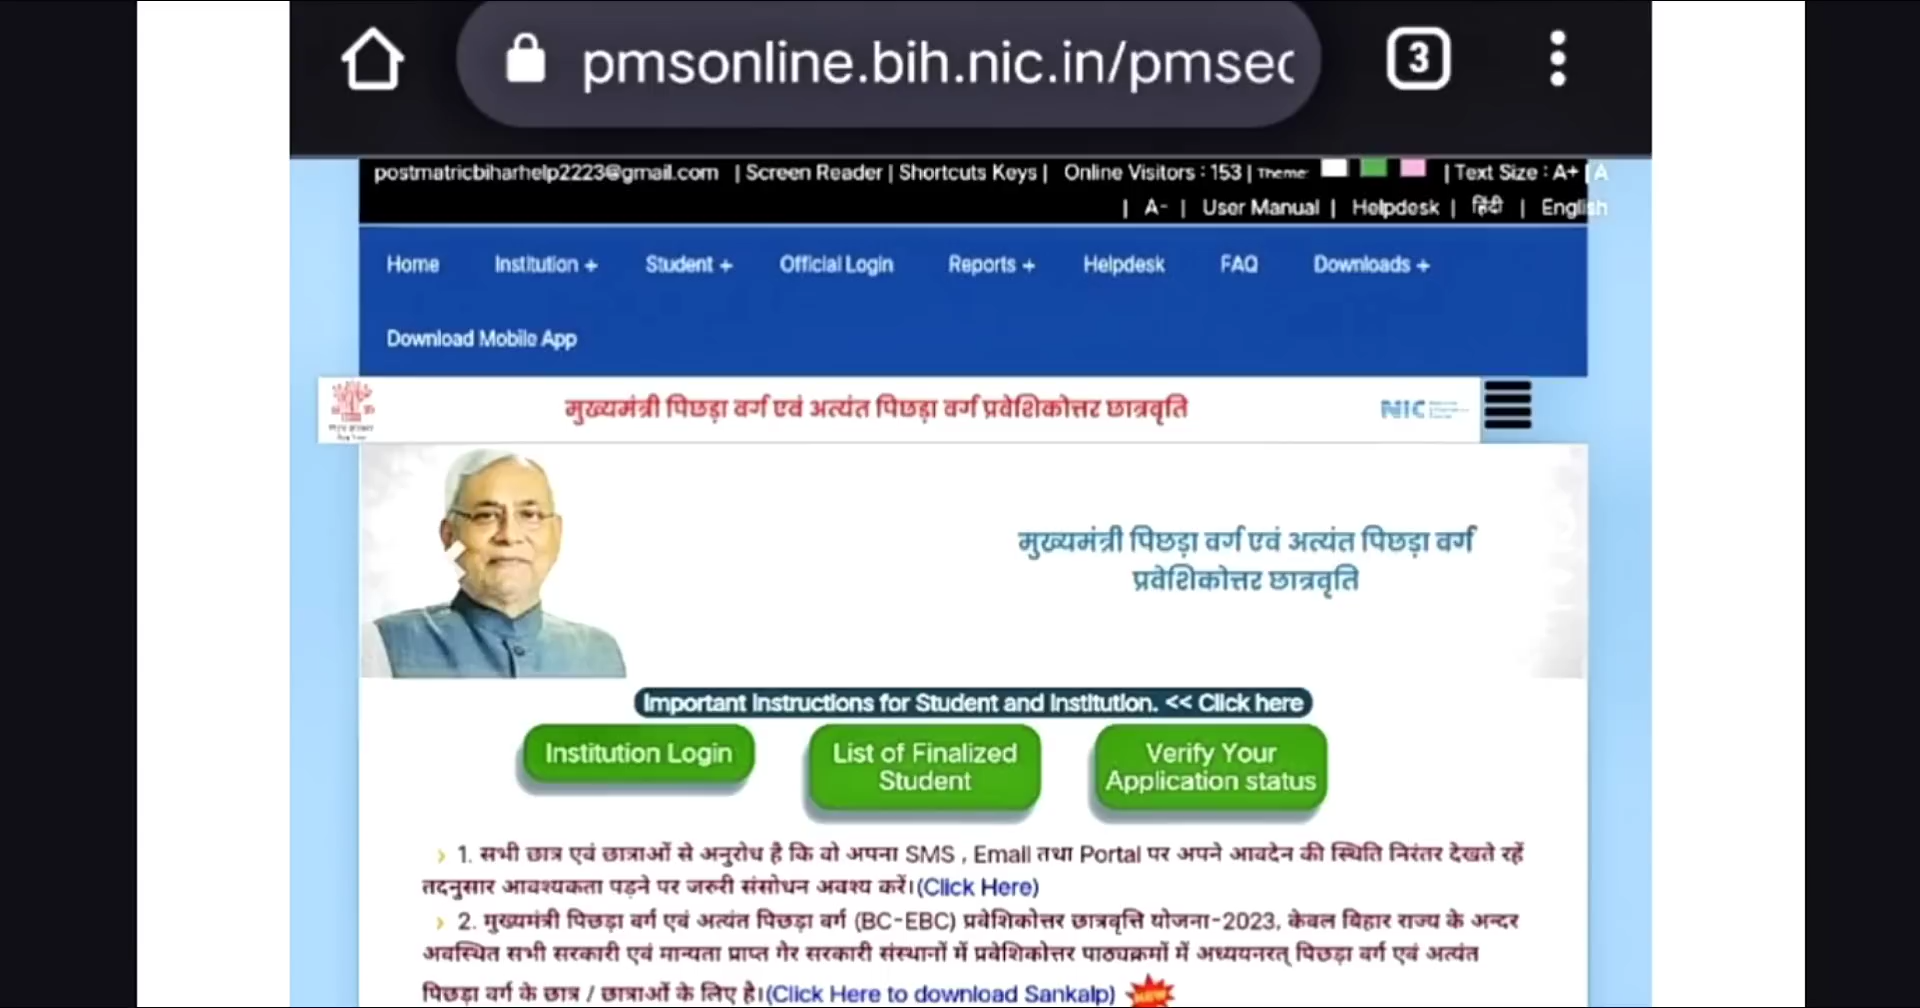 pmsonline.bih.nic.in/pmsec
3
postmatricbiharhelp2223@gmail.com | Screen Reader | Shortcuts Keys | Online Visitors : 153 | Theme: | Text Size : A+ | A
| A- | User Manual | Helpdesk | हिंदी | English
Home Institution + Student + Official Login Reports + Helpdesk FAQ Downloads +
Download Mobile App
मुख्यमंत्री पिछड़ा वर्ग एवं अत्यंत पिछड़ा वर्ग प्रवेशिकोत्तर छात्रवृति
NIC
मुख्यमंत्री पिछड़ा वर्ग एवं अत्यंत पिछड़ा वर्ग
प्रवेशिकोत्तर छात्रवृति
Important Instructions for Student and Institution. << Click here
Institution Login
List of Finalized
Student
Verify Your
Application status
1. सभी छात्र एवं छात्राओं से अनुरोध है कि वो अपना SMS , Email तथा Portal पर अपने आवदेन की स्थिति निरंतर देखते रहें
तदनुसार आवश्यकता पड़ने पर जरुरी संसोधन अवश्य करें।(Click Here)
2. मुख्यमंत्री पिछड़ा वर्ग एवं अत्यंत पिछड़ा वर्ग (BC-EBC) प्रवेशिकोत्तर छात्रवृत्ति योजना-2023, केवल बिहार राज्य के अन्दर
अवस्थित सभी सरकारी एवं मान्यता प्राप्त गैर सरकारी संस्थानों में प्रवेशिकोत्तर पाठ्यक्रमों में अध्ययनरत् पिछड़ा वर्ग एवं अत्यंत
पिछड़ा वर्ग के छात्र / छात्राओं के लिए है।(Click Here to download Sankalp) NEW